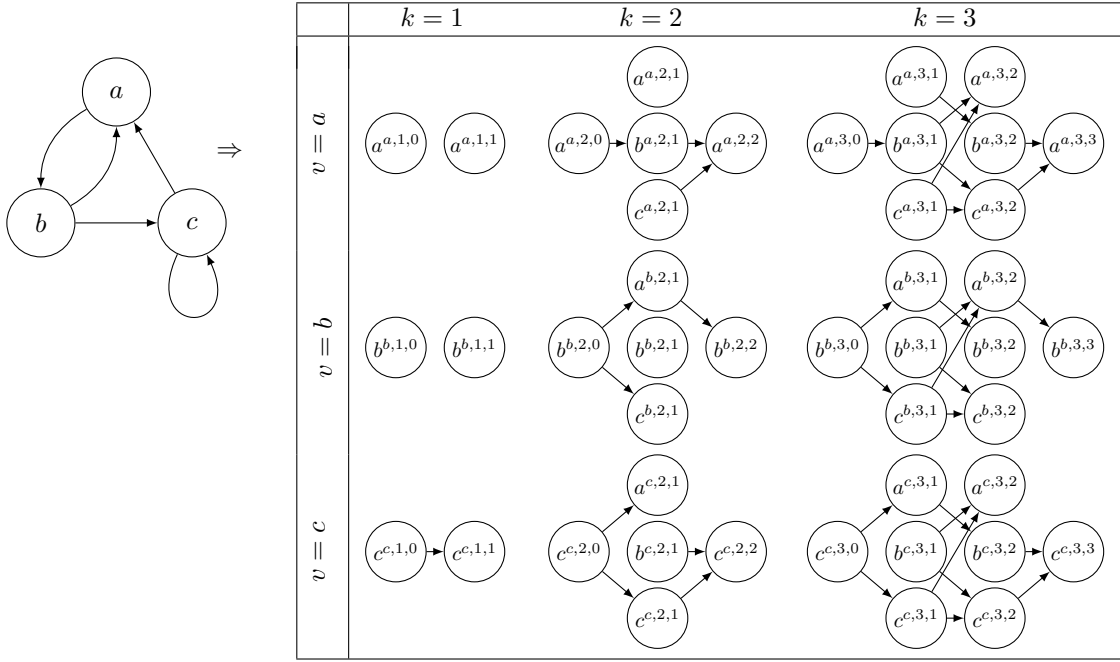 k = 1 k = 2 k = 3
a
b c
⇒
v = a
a^{a,1,0} a^{a,1,1}
a^{a,2,1}
a^{a,2,0} b^{a,2,1} a^{a,2,2}
c^{a,2,1}
a^{a,3,1} a^{a,3,2}
a^{a,3,0} b^{a,3,1} b^{a,3,2} a^{a,3,3}
c^{a,3,1} c^{a,3,2}
v = b
b^{b,1,0} b^{b,1,1}
a^{b,2,1}
b^{b,2,0} b^{b,2,1} b^{b,2,2}
c^{b,2,1}
a^{b,3,1} a^{b,3,2}
b^{b,3,0} b^{b,3,1} b^{b,3,2} b^{b,3,3}
c^{b,3,1} c^{b,3,2}
v = c
c^{c,1,0} c^{c,1,1}
a^{c,2,1}
c^{c,2,0} b^{c,2,1} c^{c,2,2}
c^{c,2,1}
a^{c,3,1} a^{c,3,2}
c^{c,3,0} b^{c,3,1} b^{c,3,2} c^{c,3,3}
c^{c,3,1} c^{c,3,2}